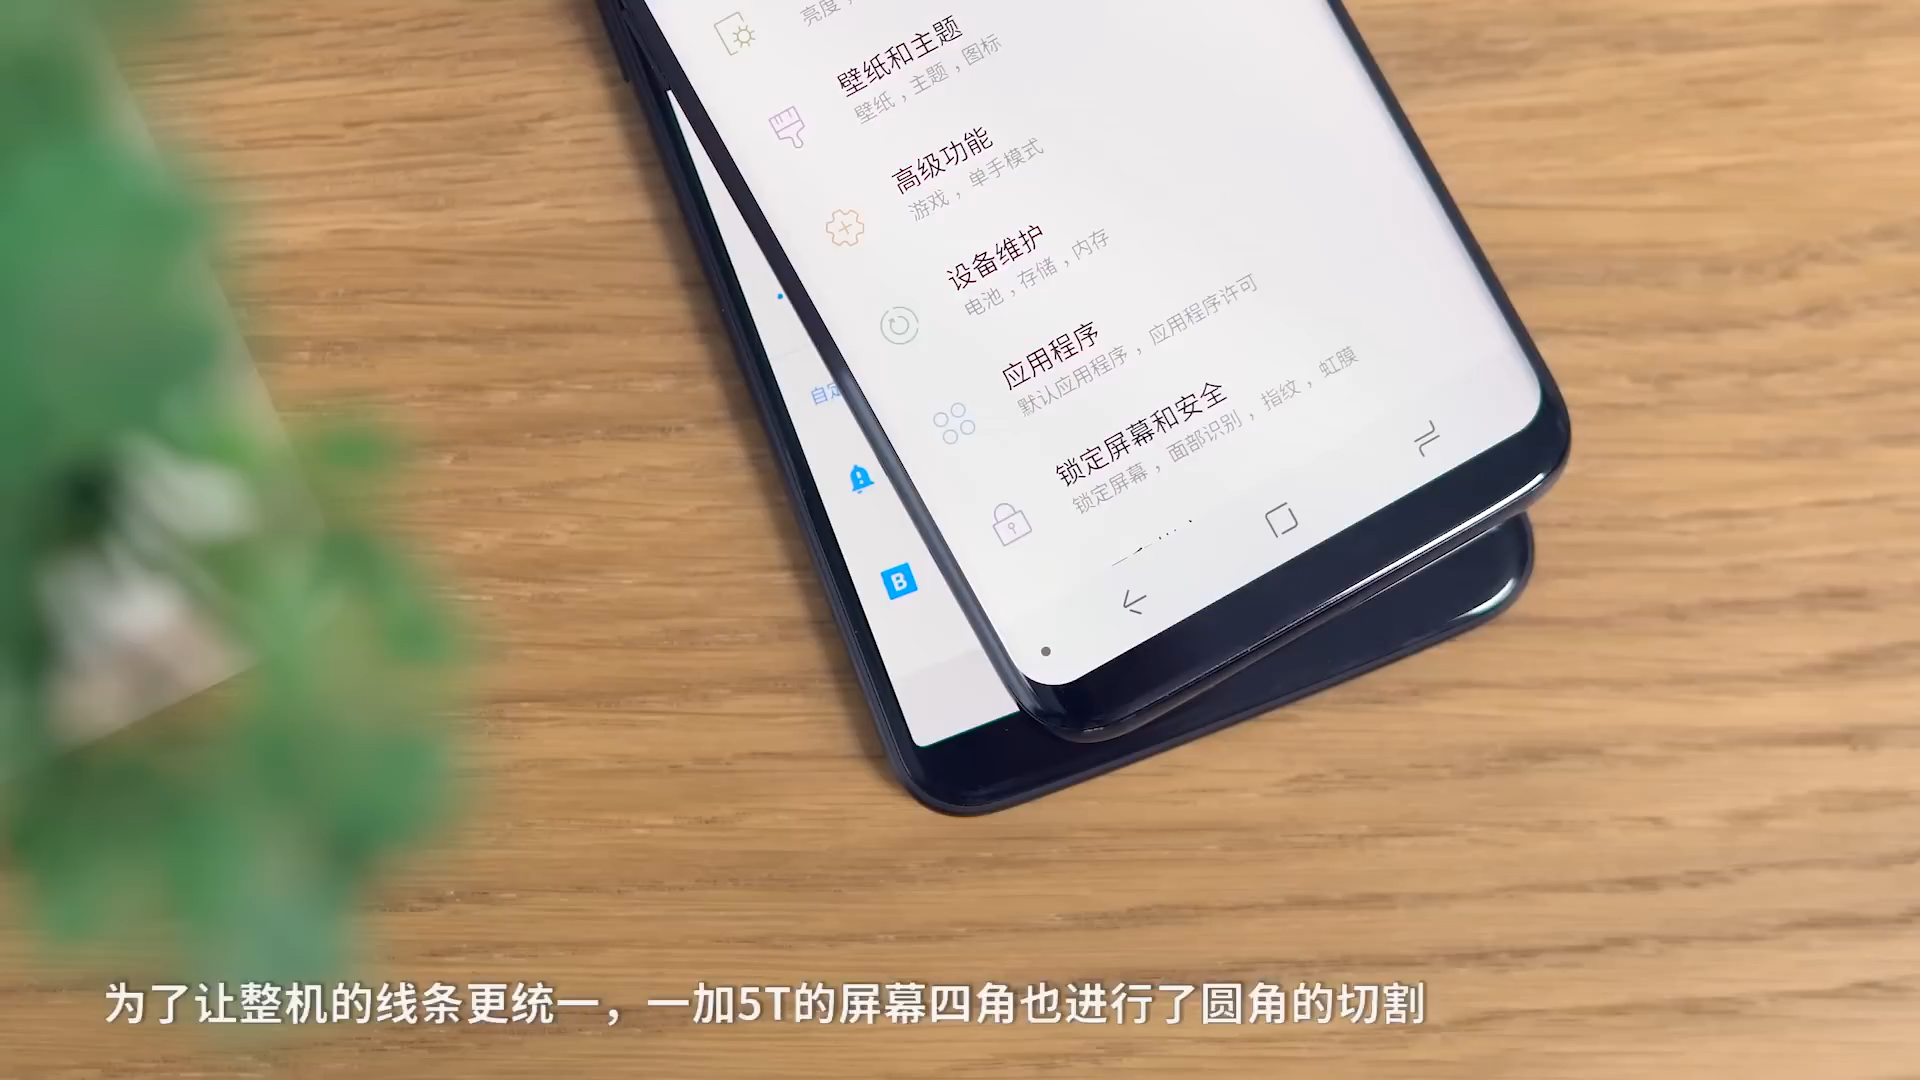 亮度，
壁纸和主题
壁纸，主题，图标
高级功能
游戏，单手模式
设备维护
电池，存储，内存
应用程序
默认应用程序，应用程序许可
锁定屏幕和安全
锁定屏幕，面部识别，指纹，虹膜
自定
B
为了让整机的线条更统一，一加5T的屏幕四角也进行了圆角的切割